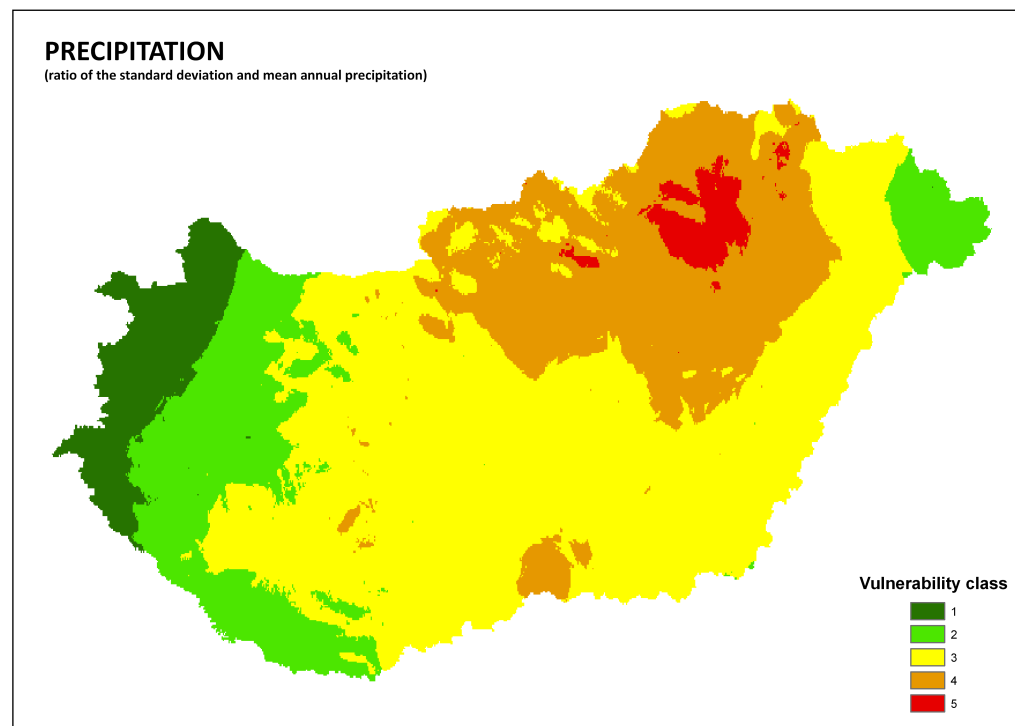 PRECIPITATION
(ratio of the standard deviation and mean annual precipitation)
Vulnerability class
1
2
3
4
5